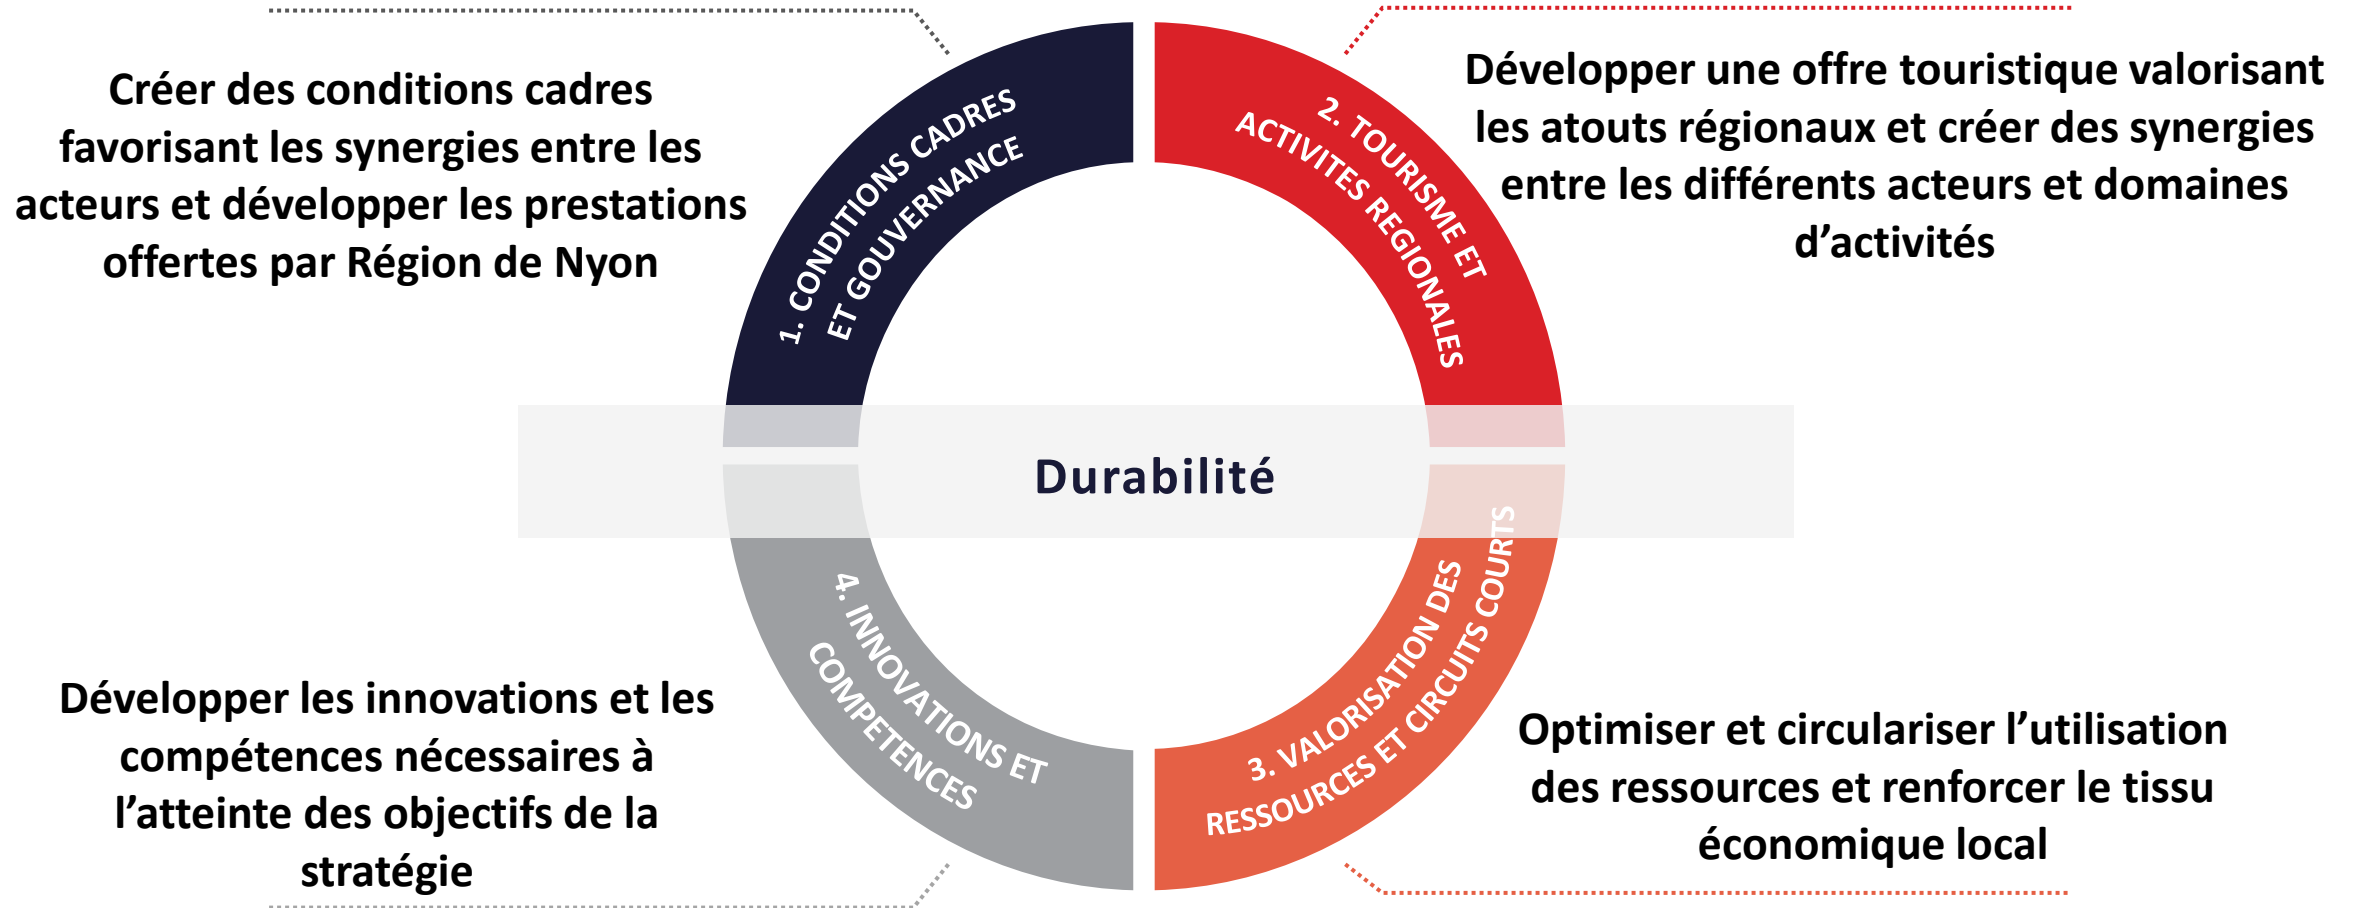 Créer des conditions cadres
favorisant les synergies entre les
acteurs et développer les prestations
offertes par Région de Nyon
1. CONDITIONS CADRES
ET GOUVERNANCE
2. TOURISME ET
ACTIVITES REGIONALES
Développer une offre touristique valorisant
les atouts régionaux et créer des synergies
entre les différents acteurs et domaines
d’activités
Durabilité
Développer les innovations et les
compétences nécessaires à
l’atteinte des objectifs de la
stratégie
4. INNOVATIONS ET
COMPETENCES
3. VALORISATION DES
RESSOURCES ET CIRCUITS COURTS
Optimiser et circulariser l’utilisation
des ressources et renforcer le tissu
économique local